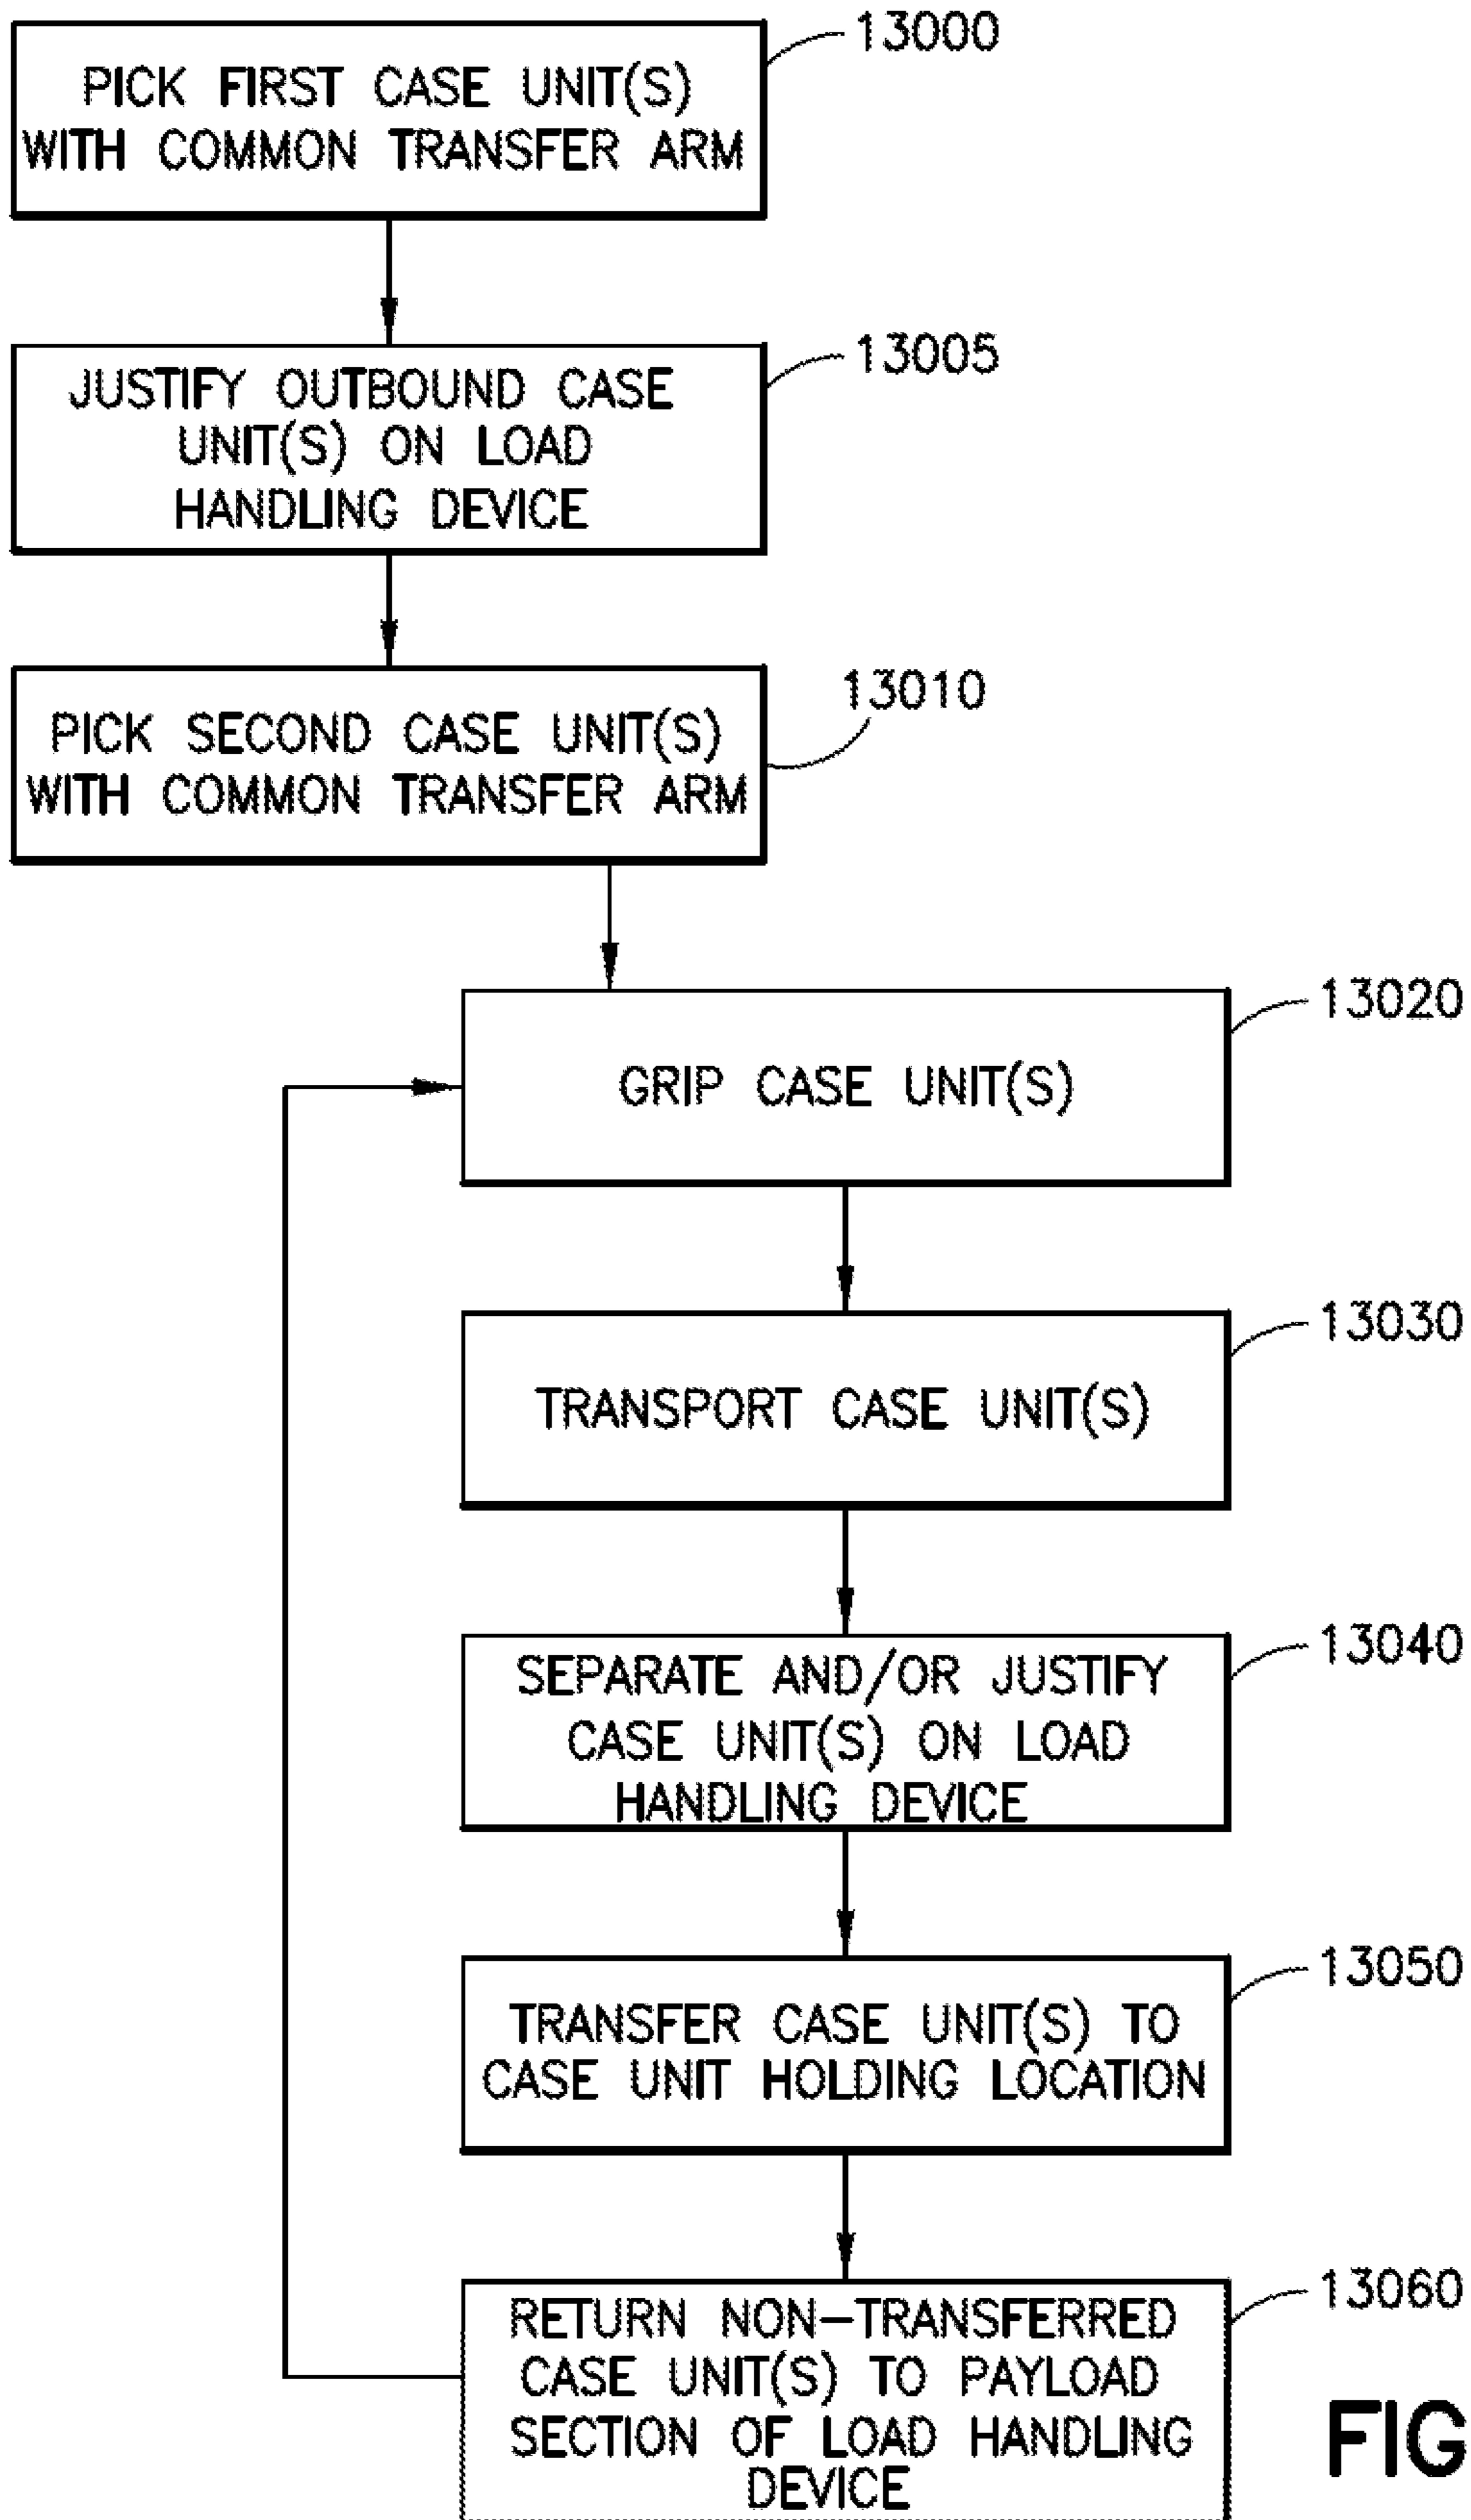 13000
PICK FIRST CASE UNIT(S)
WITH COMMON TRANSFER ARM
13005
JUSTIFY OUTBOUND CASE
UNIT(S) ON LOAD
HANDLING DEVICE
13010
PICK SECOND CASE UNIT(S)
WITH COMMON TRANSFER ARM
13020
GRIP CASE UNIT(S)
13030
TRANSPORT CASE UNIT(S)
13040
SEPARATE AND/OR JUSTIFY
CASE UNIT(S) ON LOAD
HANDLING DEVICE
13050
TRANSFER CASE UNIT(S) TO
CASE UNIT HOLDING LOCATION
13060
RETURN NON-TRANSFERRED
CASE UNIT(S) TO PAYLOAD
SECTION OF LOAD HANDLING
DEVICE
FIG